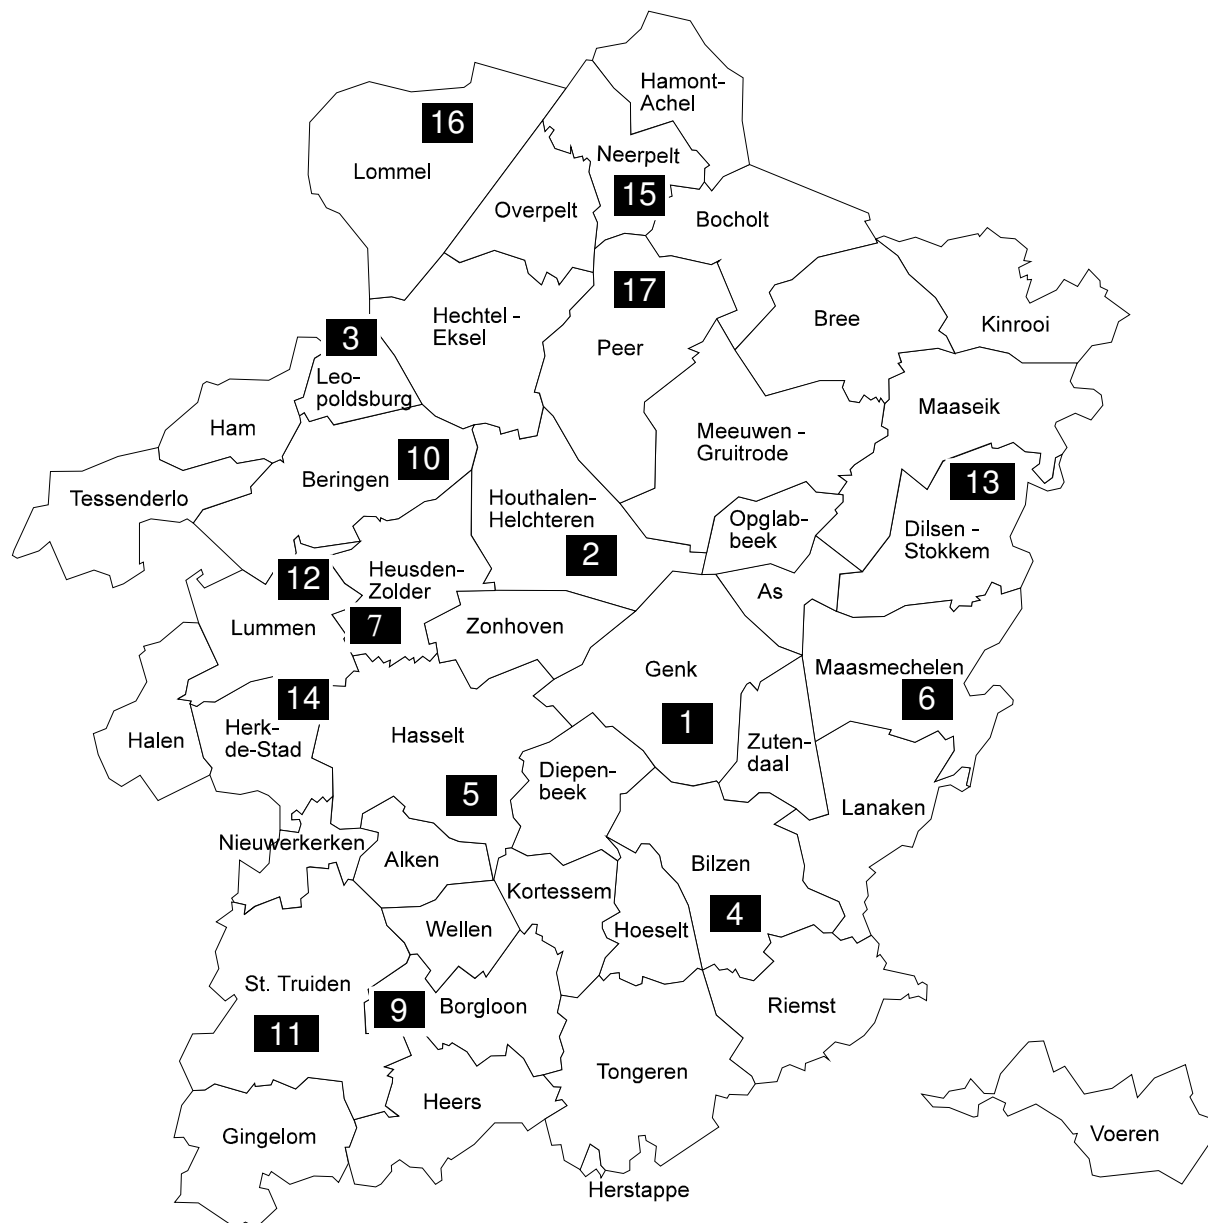 Hamont-
Achel
16
Neerpelt
Lommel
15
Overpelt
Bocholt
17
Hechtel -
Eksel
Bree
Kinrooi
3
Peer
Leo-
poldsburg
Maaseik
Ham
Meeuwen -
Gruitrode
10
Beringen
13
Tessenderlo
Houthalen-
Helchteren
Opglab-
beek
Dilsen -
Stokkem
2
12
Heusden-
Zolder
As
7
Lummen
Zonhoven
Genk
Maasmechelen
6
14
1
Herk-
de-Stad
Halen
Hasselt
Zuten-
daal
Diepen-
beek
5
Lanaken
Nieuwerkerken
Alken
Bilzen
Kortessem
4
Wellen
Hoeselt
St. Truiden
9
Borgloon
Riemst
11
Tongeren
Heers
Gingelom
Voeren
Herstappe